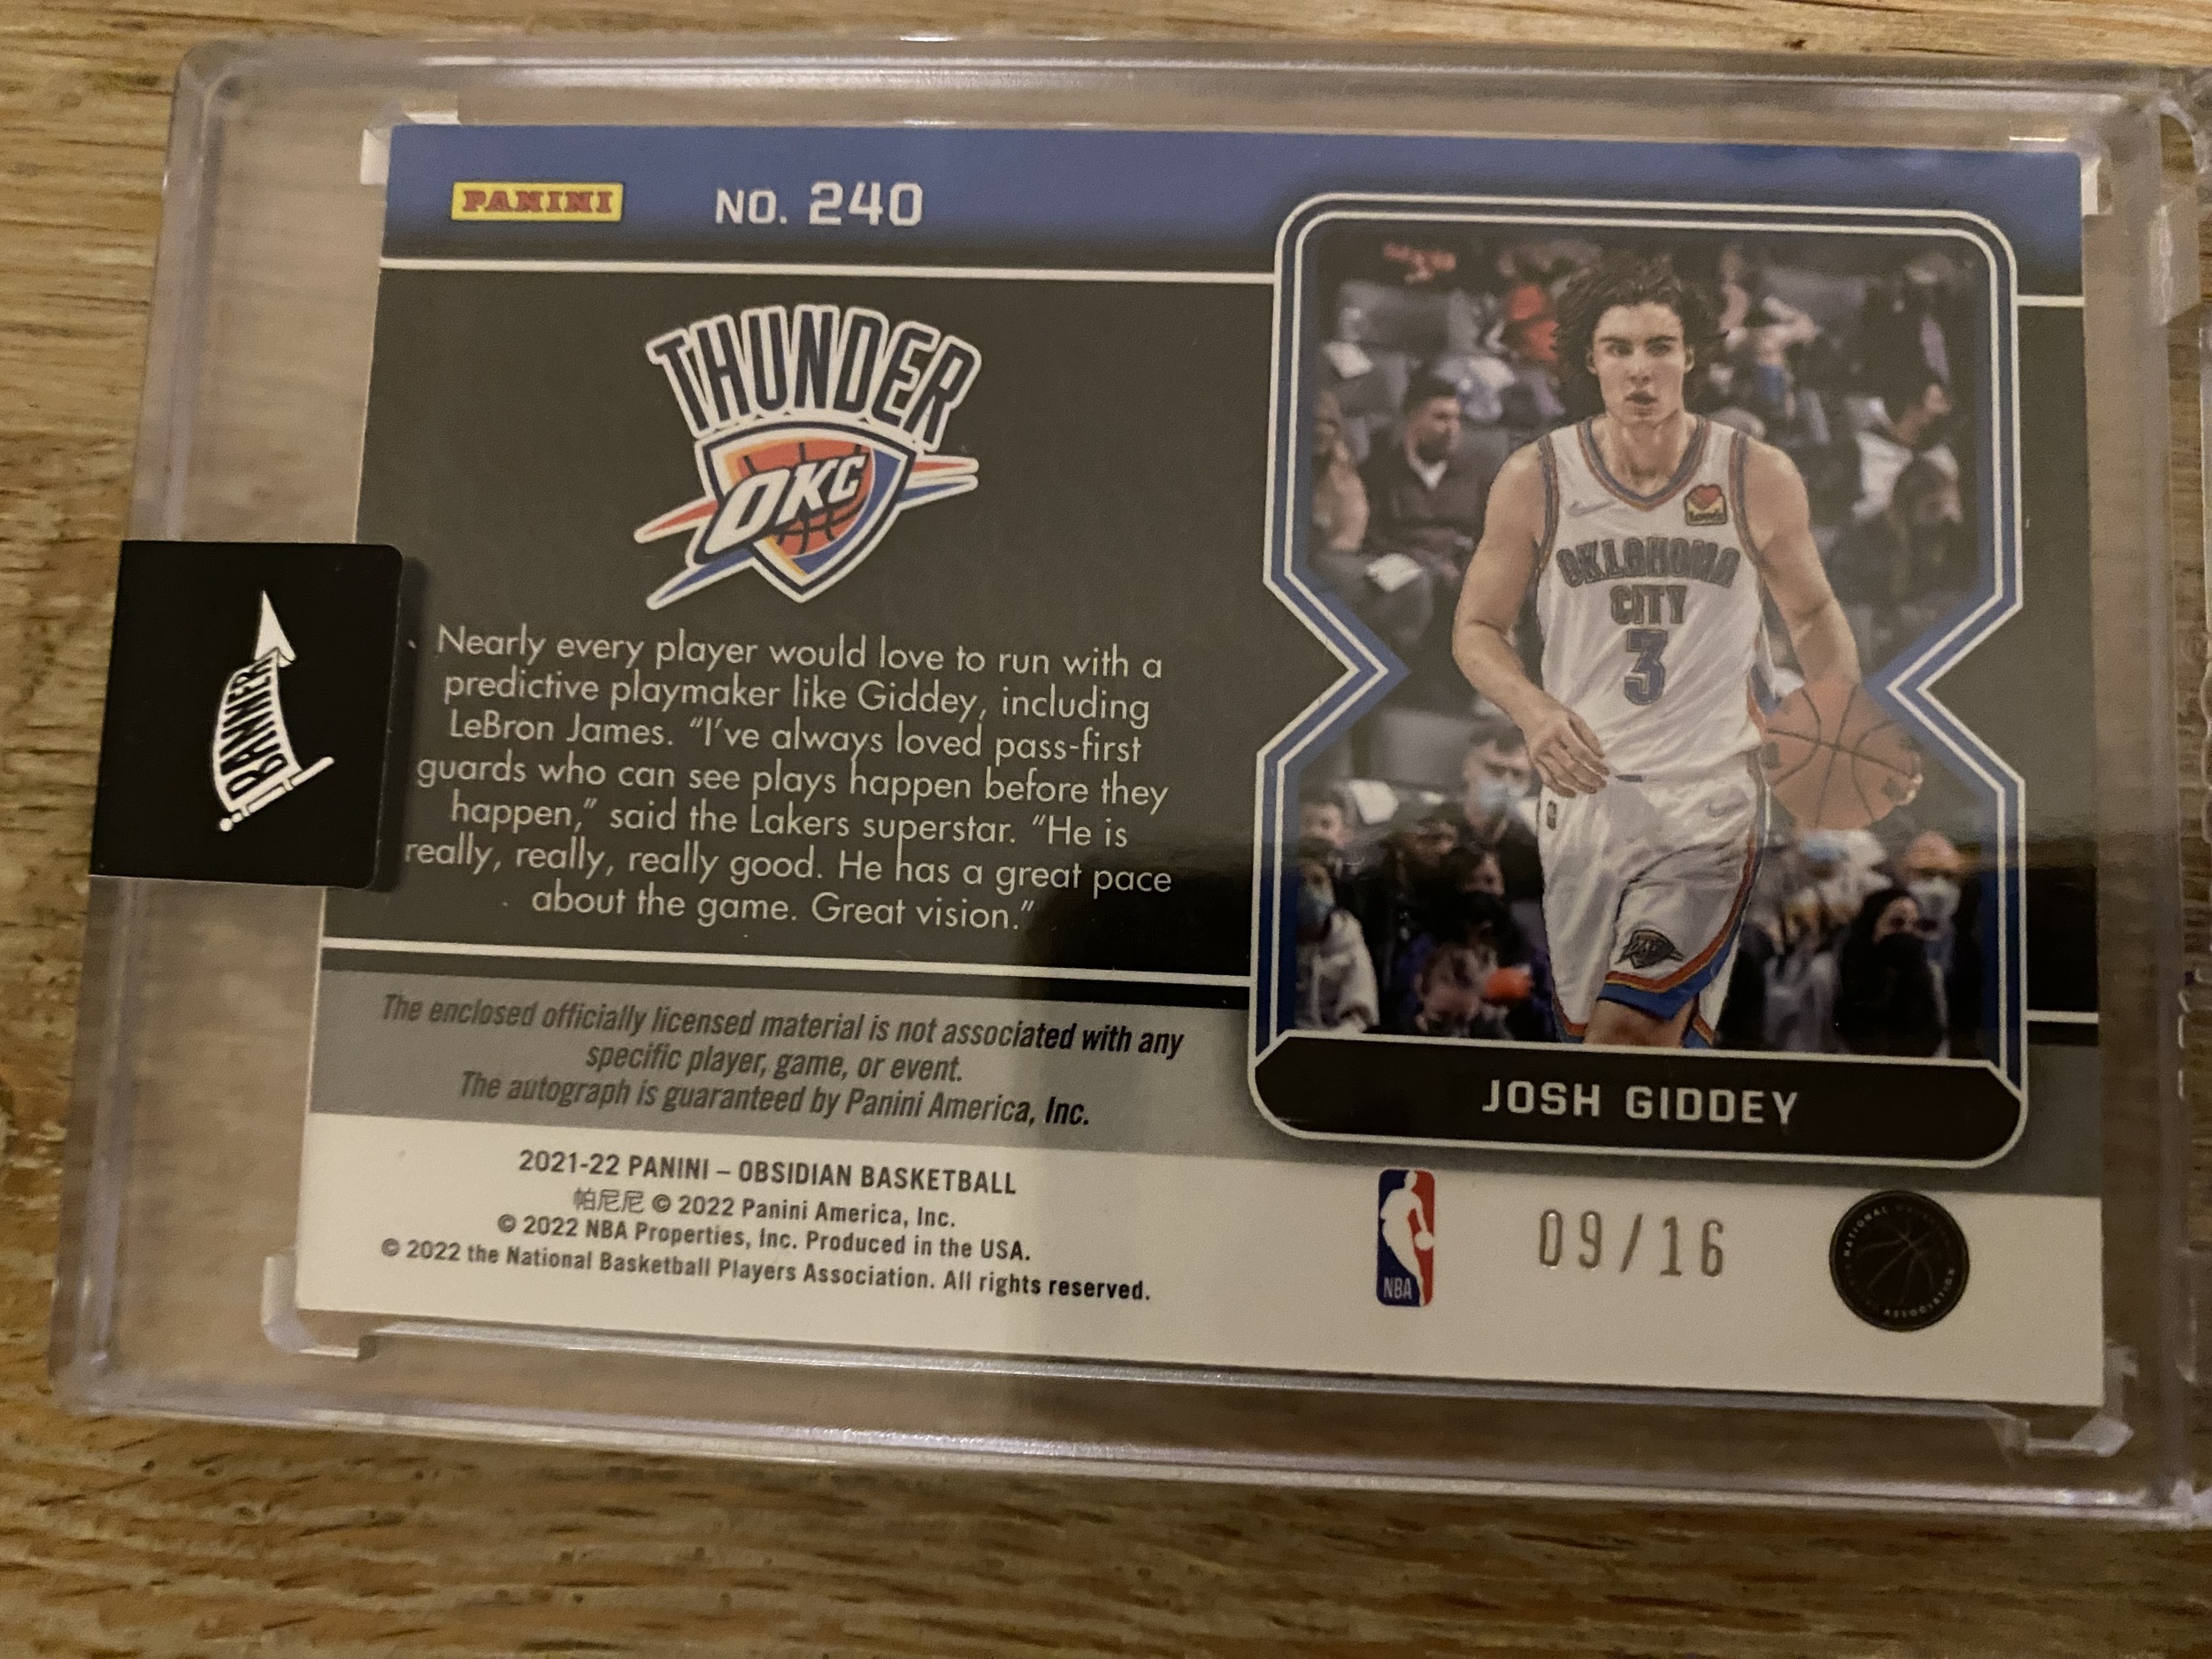 PANINI
NO. 240
THUNDER
OKC
BANNER
Nearly every player would love to run with a
predictive playmaker like Giddey, including
LeBron James. “I’ve always loved pass-first
guards who can see plays happen before they
happen,” said the Lakers superstar. “He is
really, really, really good. He has a great pace
about the game. Great vision.”
OKLAHOMA
CITY
3
JOSH GIDDEY
The enclosed officially licensed material is not associated with any
specific player, game, or event.
The autograph is guaranteed by Panini America, Inc.
2021-22 PANINI – OBSIDIAN BASKETBALL
帕尼尼 © 2022 Panini America, Inc.
© 2022 NBA Properties, Inc. Produced in the USA.
© 2022 the National Basketball Players Association. All rights reserved.
NBA
09/16
NATIONAL
ASSOCIATION